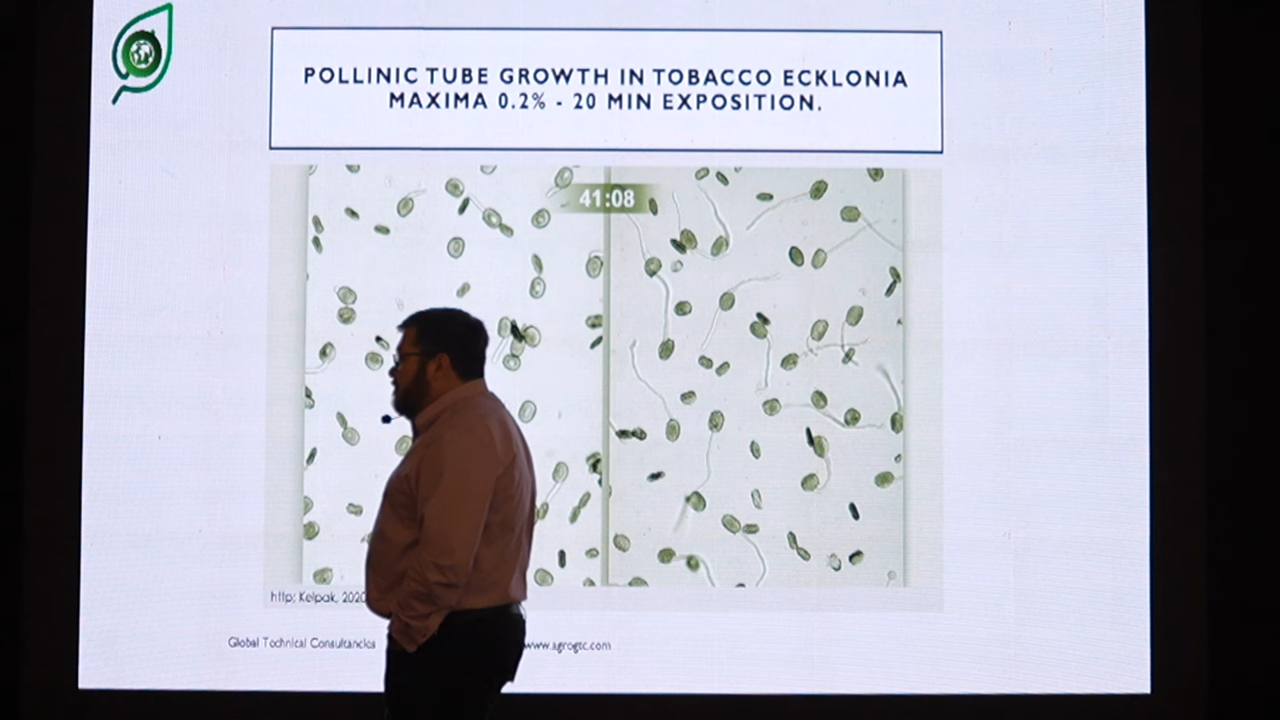 POLLINIC TUBE GROWTH IN TOBACCO ECKLONIA
MAXIMA 0.2% - 20 MIN EXPOSITION.
41:08
http; Kelpak, 2020
Global Technical Consultancies
www.agrogtc.com